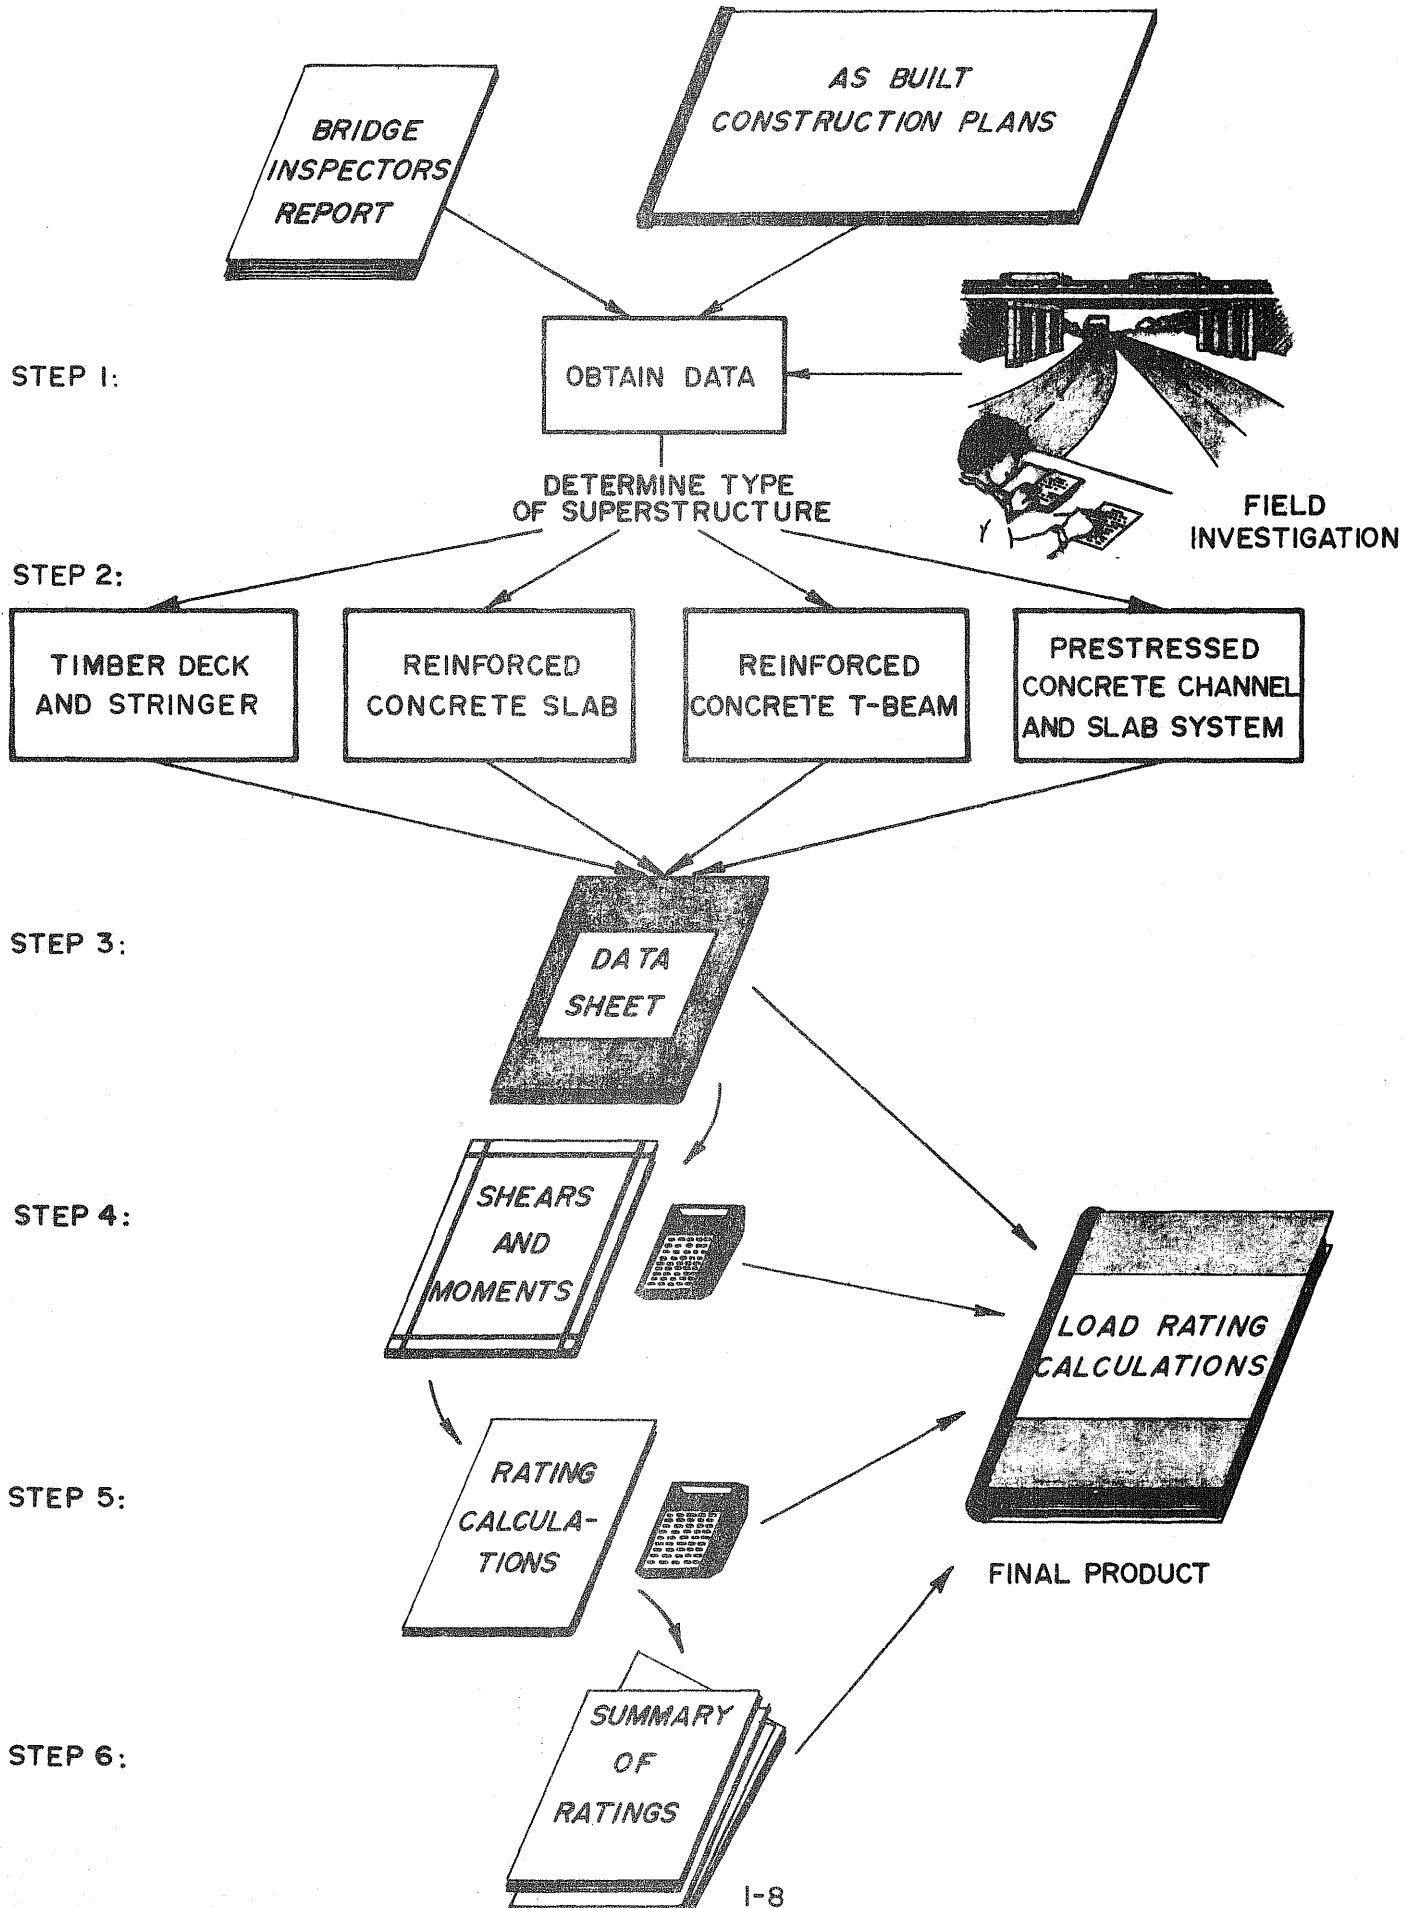 BRIDGE
INSPECTORS
REPORT
AS BUILT
CONSTRUCTION PLANS
STEP 1:
OBTAIN DATA
FIELD
INVESTIGATION
DETERMINE TYPE
OF SUPERSTRUCTURE
STEP 2:
TIMBER DECK
AND STRINGER
REINFORCED
CONCRETE SLAB
REINFORCED
CONCRETE T-BEAM
PRESTRESSED
CONCRETE CHANNEL
AND SLAB SYSTEM
STEP 3:
DATA
SHEET
STEP 4:
SHEARS
AND
MOMENTS
LOAD RATING
CALCULATIONS
FINAL PRODUCT
STEP 5:
RATING
CALCULA-
TIONS
STEP 6:
SUMMARY
OF
RATINGS
1-8